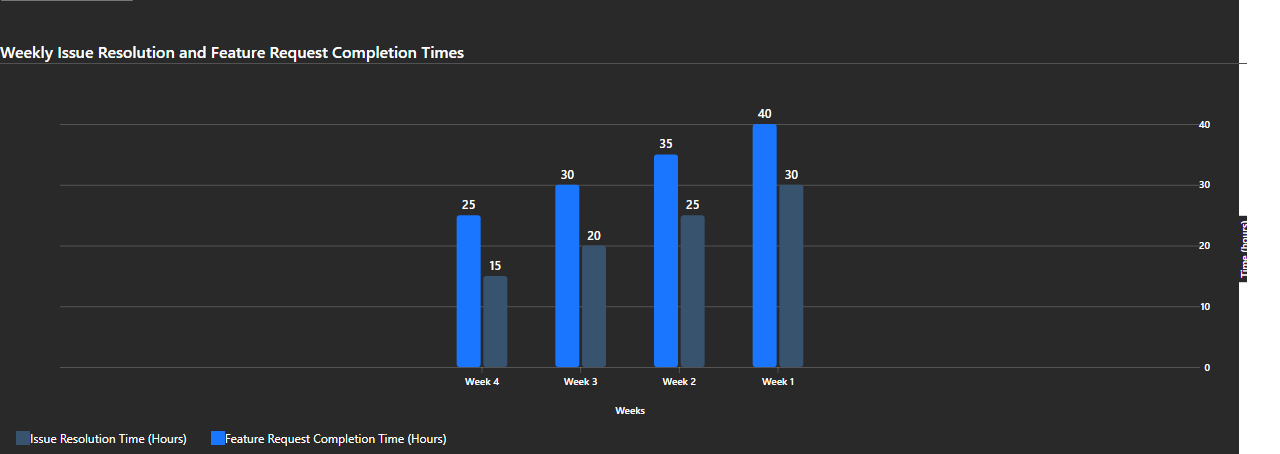 Weekly Issue Resolution and Feature Request Completion Times
40
40
35
30
30
30
25
25
20
20
15
10
0
Time (hours)
Week 4 Week 3 Week 2 Week 1
Weeks
Issue Resolution Time (Hours) Feature Request Completion Time (Hours)